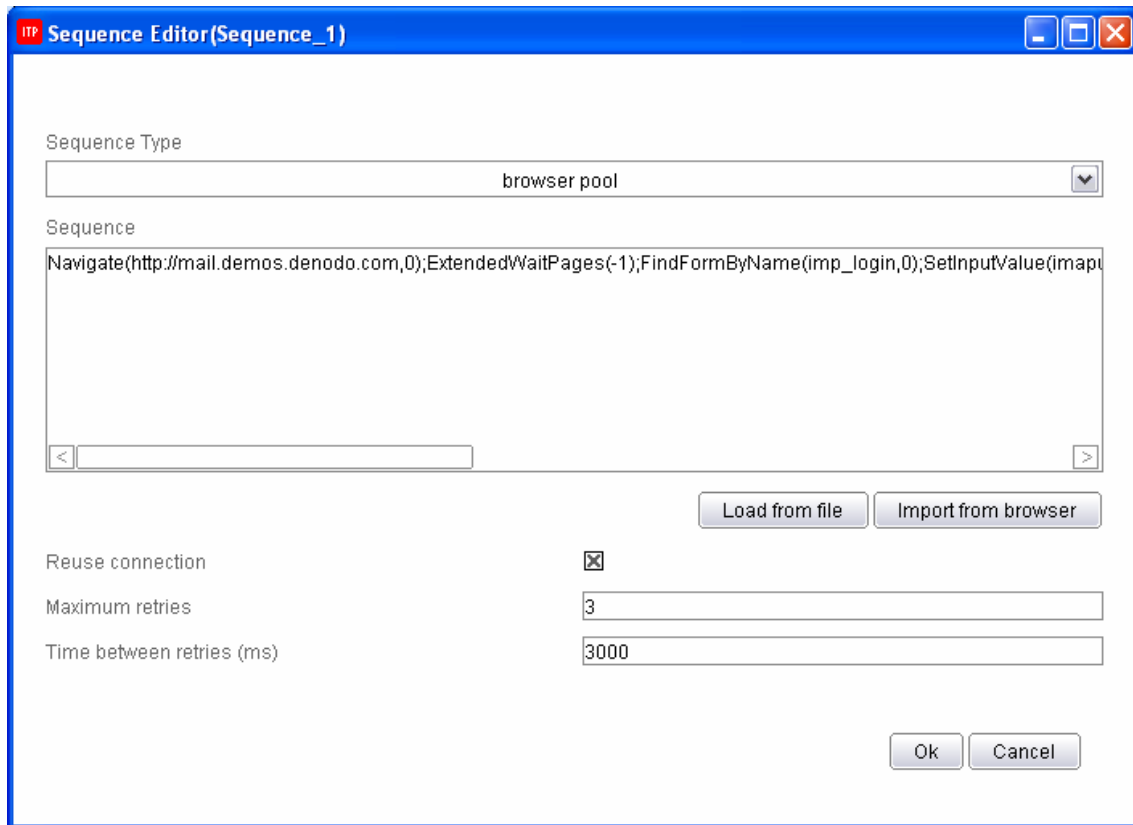 ITP Sequence Editor(Sequence_1)
Sequence Type
browser pool
Sequence
Navigate(http://mail.demos.denodo.com,0);ExtendedWaitPages(-1);FindFormByName(imp_login,0);SetInputValue(imapu
< >
Load from file Import from browser
Reuse connection
Maximum retries 3
Time between retries (ms) 3000
Ok Cancel